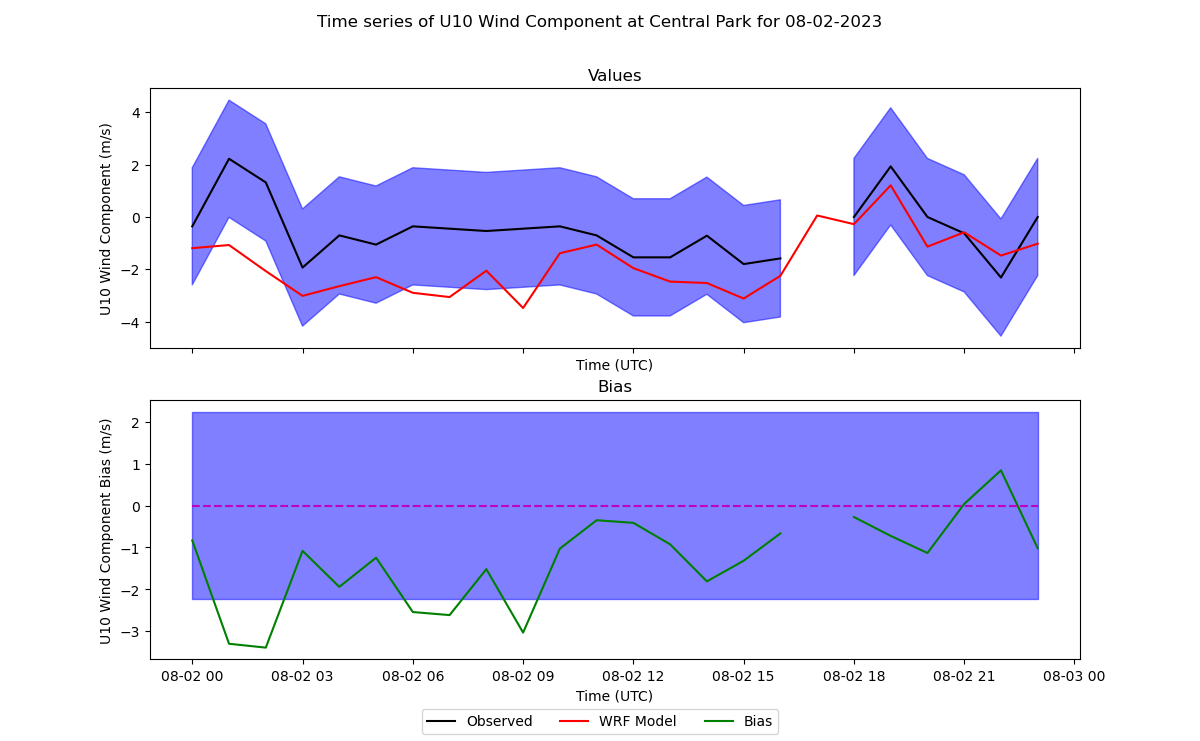 Time series of U10 Wind Component at Central Park for 08-02-2023
Values
U10 Wind Component (m/s)
4
2
0
−2
−4
Time (UTC)
Bias
U10 Wind Component Bias (m/s)
2
1
0
−1
−2
−3
08-02 00 08-02 03 08-02 06 08-02 09 08-02 12 08-02 15 08-02 18 08-02 21 08-03 00
Time (UTC)
Observed WRF Model Bias